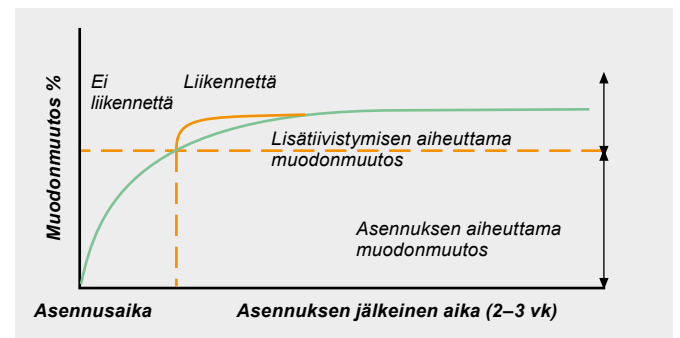 Muodonmuutos %
Ei
liikennettä
Liikennettä
Lisätiivistymisen aiheuttama
muodonmuutos
Asennuksen aiheuttama
muodonmuutos
Asennusaika
Asennuksen jälkeinen aika (2–3 vk)